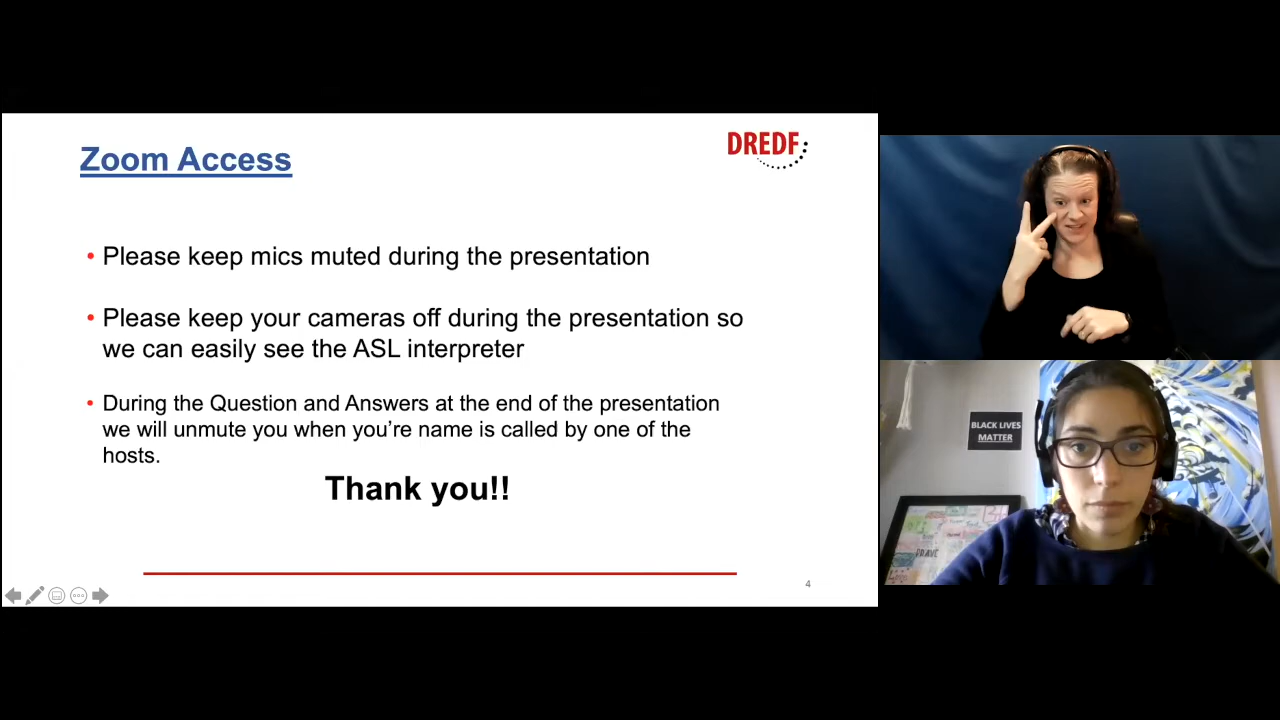 Zoom Access
DREDF
• Please keep mics muted during the presentation
• Please keep your cameras off during the presentation so
we can easily see the ASL interpreter
• During the Question and Answers at the end of the presentation
we will unmute you when you’re name is called by one of the
hosts.
Thank you!!
4
BLACK LIVES
MATTER
BRAVE